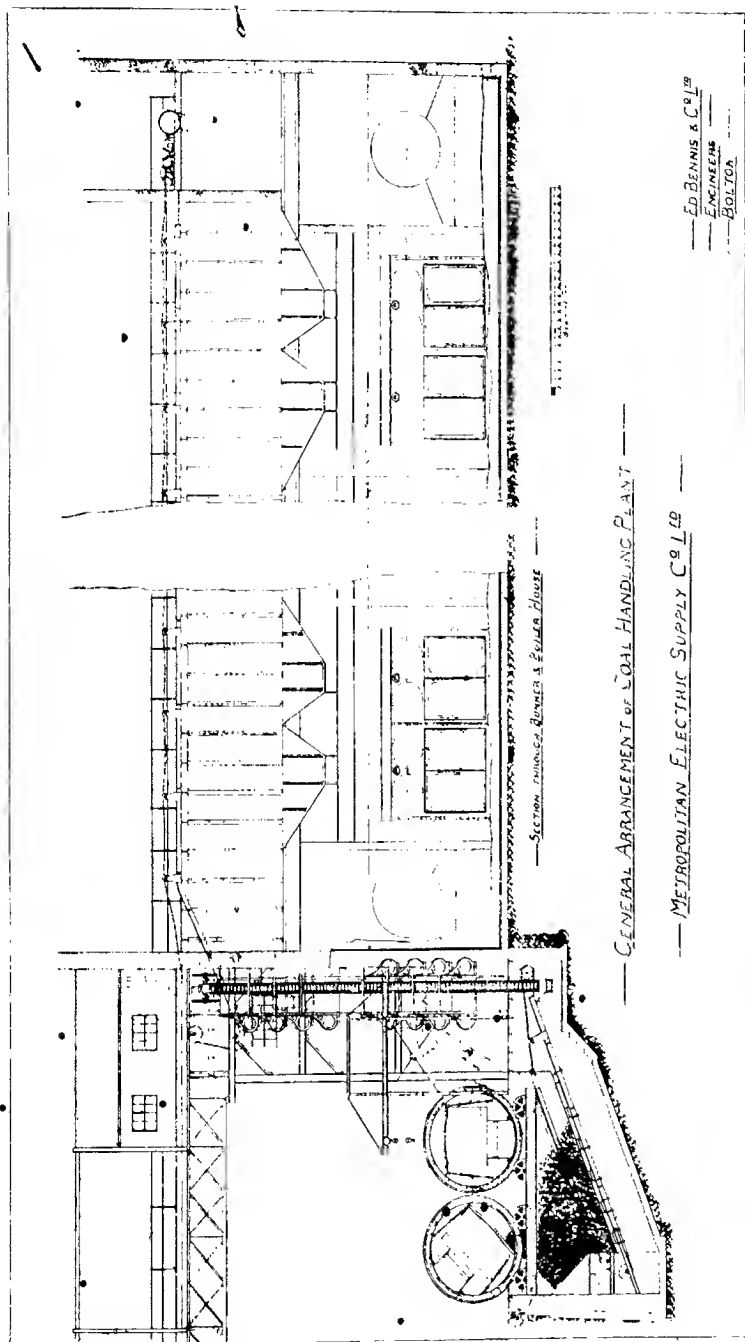 ED BENNIS & Cº Lᵀᴰ
ENGINEERS
BOLTON
SECTION THROUGH BUNKER & BOILER HOUSE
GENERAL ARRANGEMENT OF COAL HANDLING PLANT
METROPOLITAN ELECTRIC SUPPLY Cº Lᵀᴰ